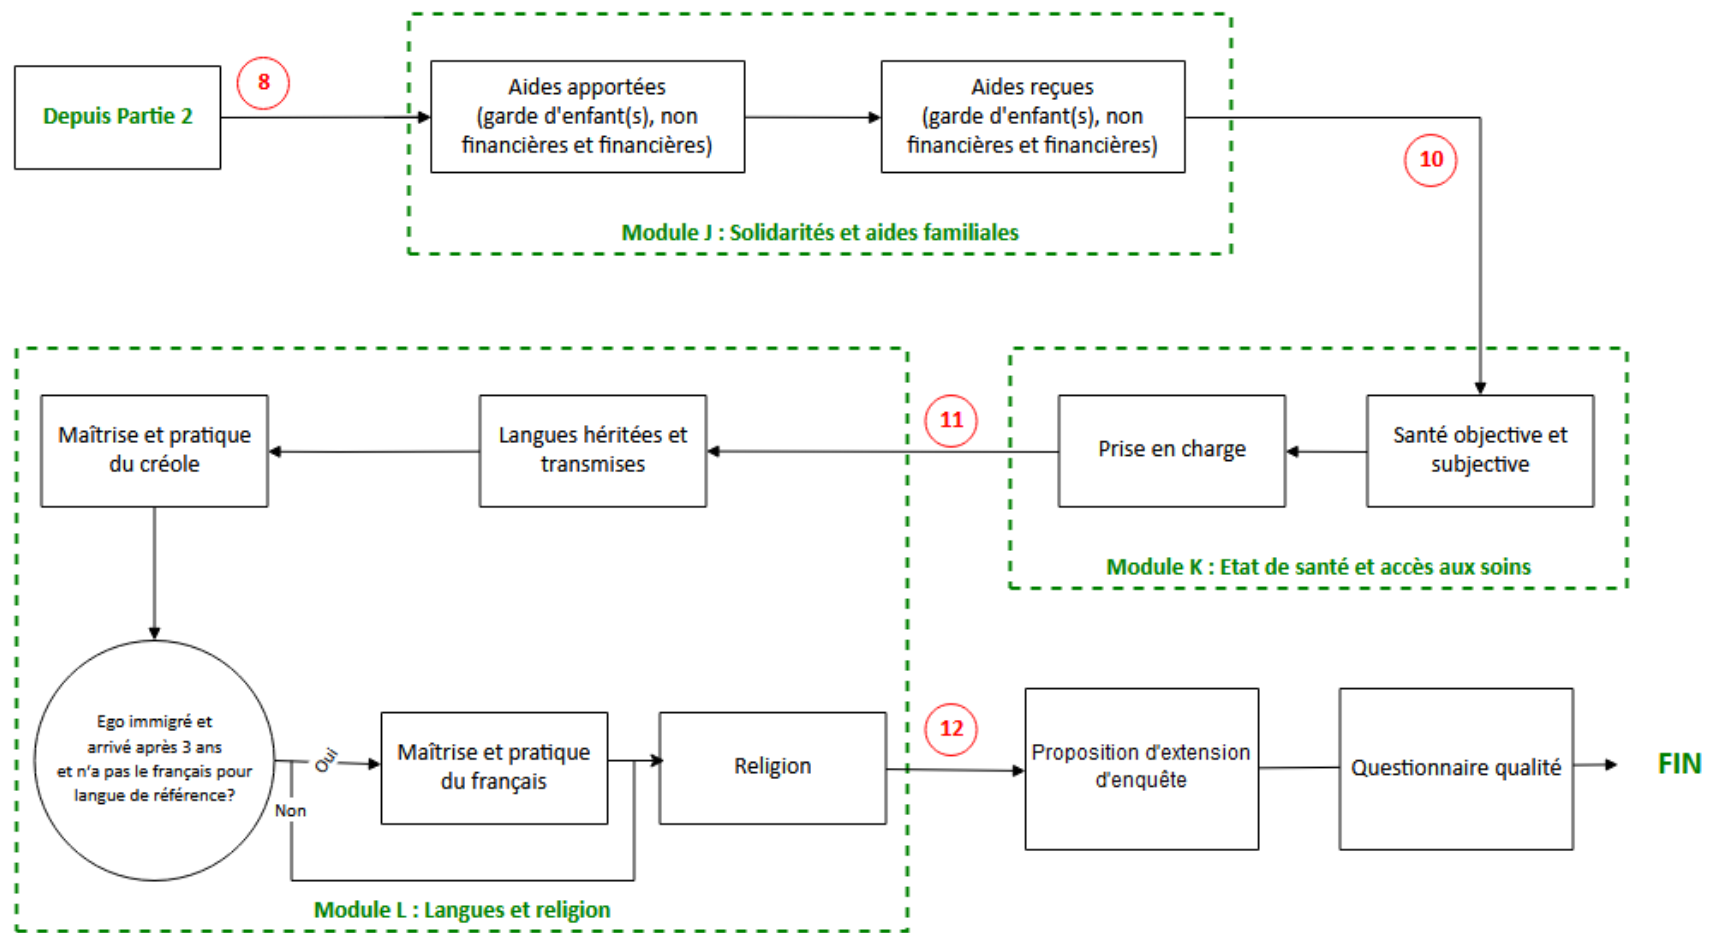 Depuis Partie 2
8
Aides apportées
(garde d'enfant(s), non
financières et financières)
Aides reçues
(garde d'enfant(s), non
financières et financières)
10
Module J : Solidarités et aides familiales
Maîtrise et pratique
du créole
Langues héritées et
transmises
11
Prise en charge
Santé objective et
subjective
Module K : Etat de santé et accès aux soins
Ego immigré et
arrivé après 3 ans
et n'a pas le français pour
langue de référence?
Oui
Non
Maîtrise et pratique
du français
Religion
12
Proposition d'extension
d'enquête
Questionnaire qualité
FIN
Module L : Langues et religion